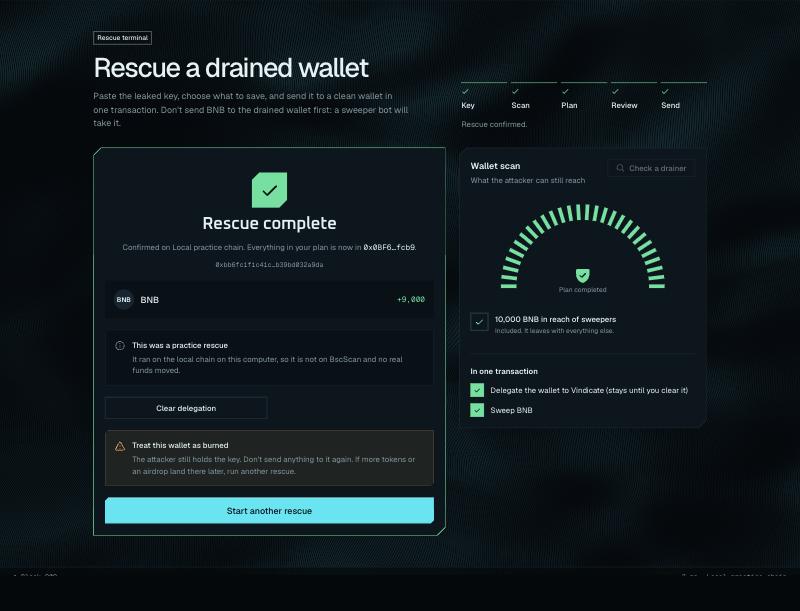 Rescue terminal
Rescue a drained wallet
Paste the leaked key, choose what to save, and send it to a clean wallet in
one transaction. Don't send BNB to the drained wallet first: a sweeper bot will
take it.
Key Scan Plan Review Send
Rescue confirmed.
Rescue complete
Confirmed on Local practice chain. Everything in your plan is now in 0x0BF6…fcb9.
BNB BNB +9,000
This was a practice rescue
It ran on the local chain on this computer, so it is not on BscScan and no real
funds moved.
Clear delegation
Treat this wallet as burned
The attacker still holds the key. Don't send anything to it again. If more tokens or
an airdrop land there later, run another rescue.
Start another rescue
Wallet scan
Check a drainer
What the attacker can still reach
Plan completed
10,000 BNB in reach of sweepers
Included. It leaves with everything else.
In one transaction
Delegate the wallet to Vindicate (stays until you clear it)
Sweep BNB